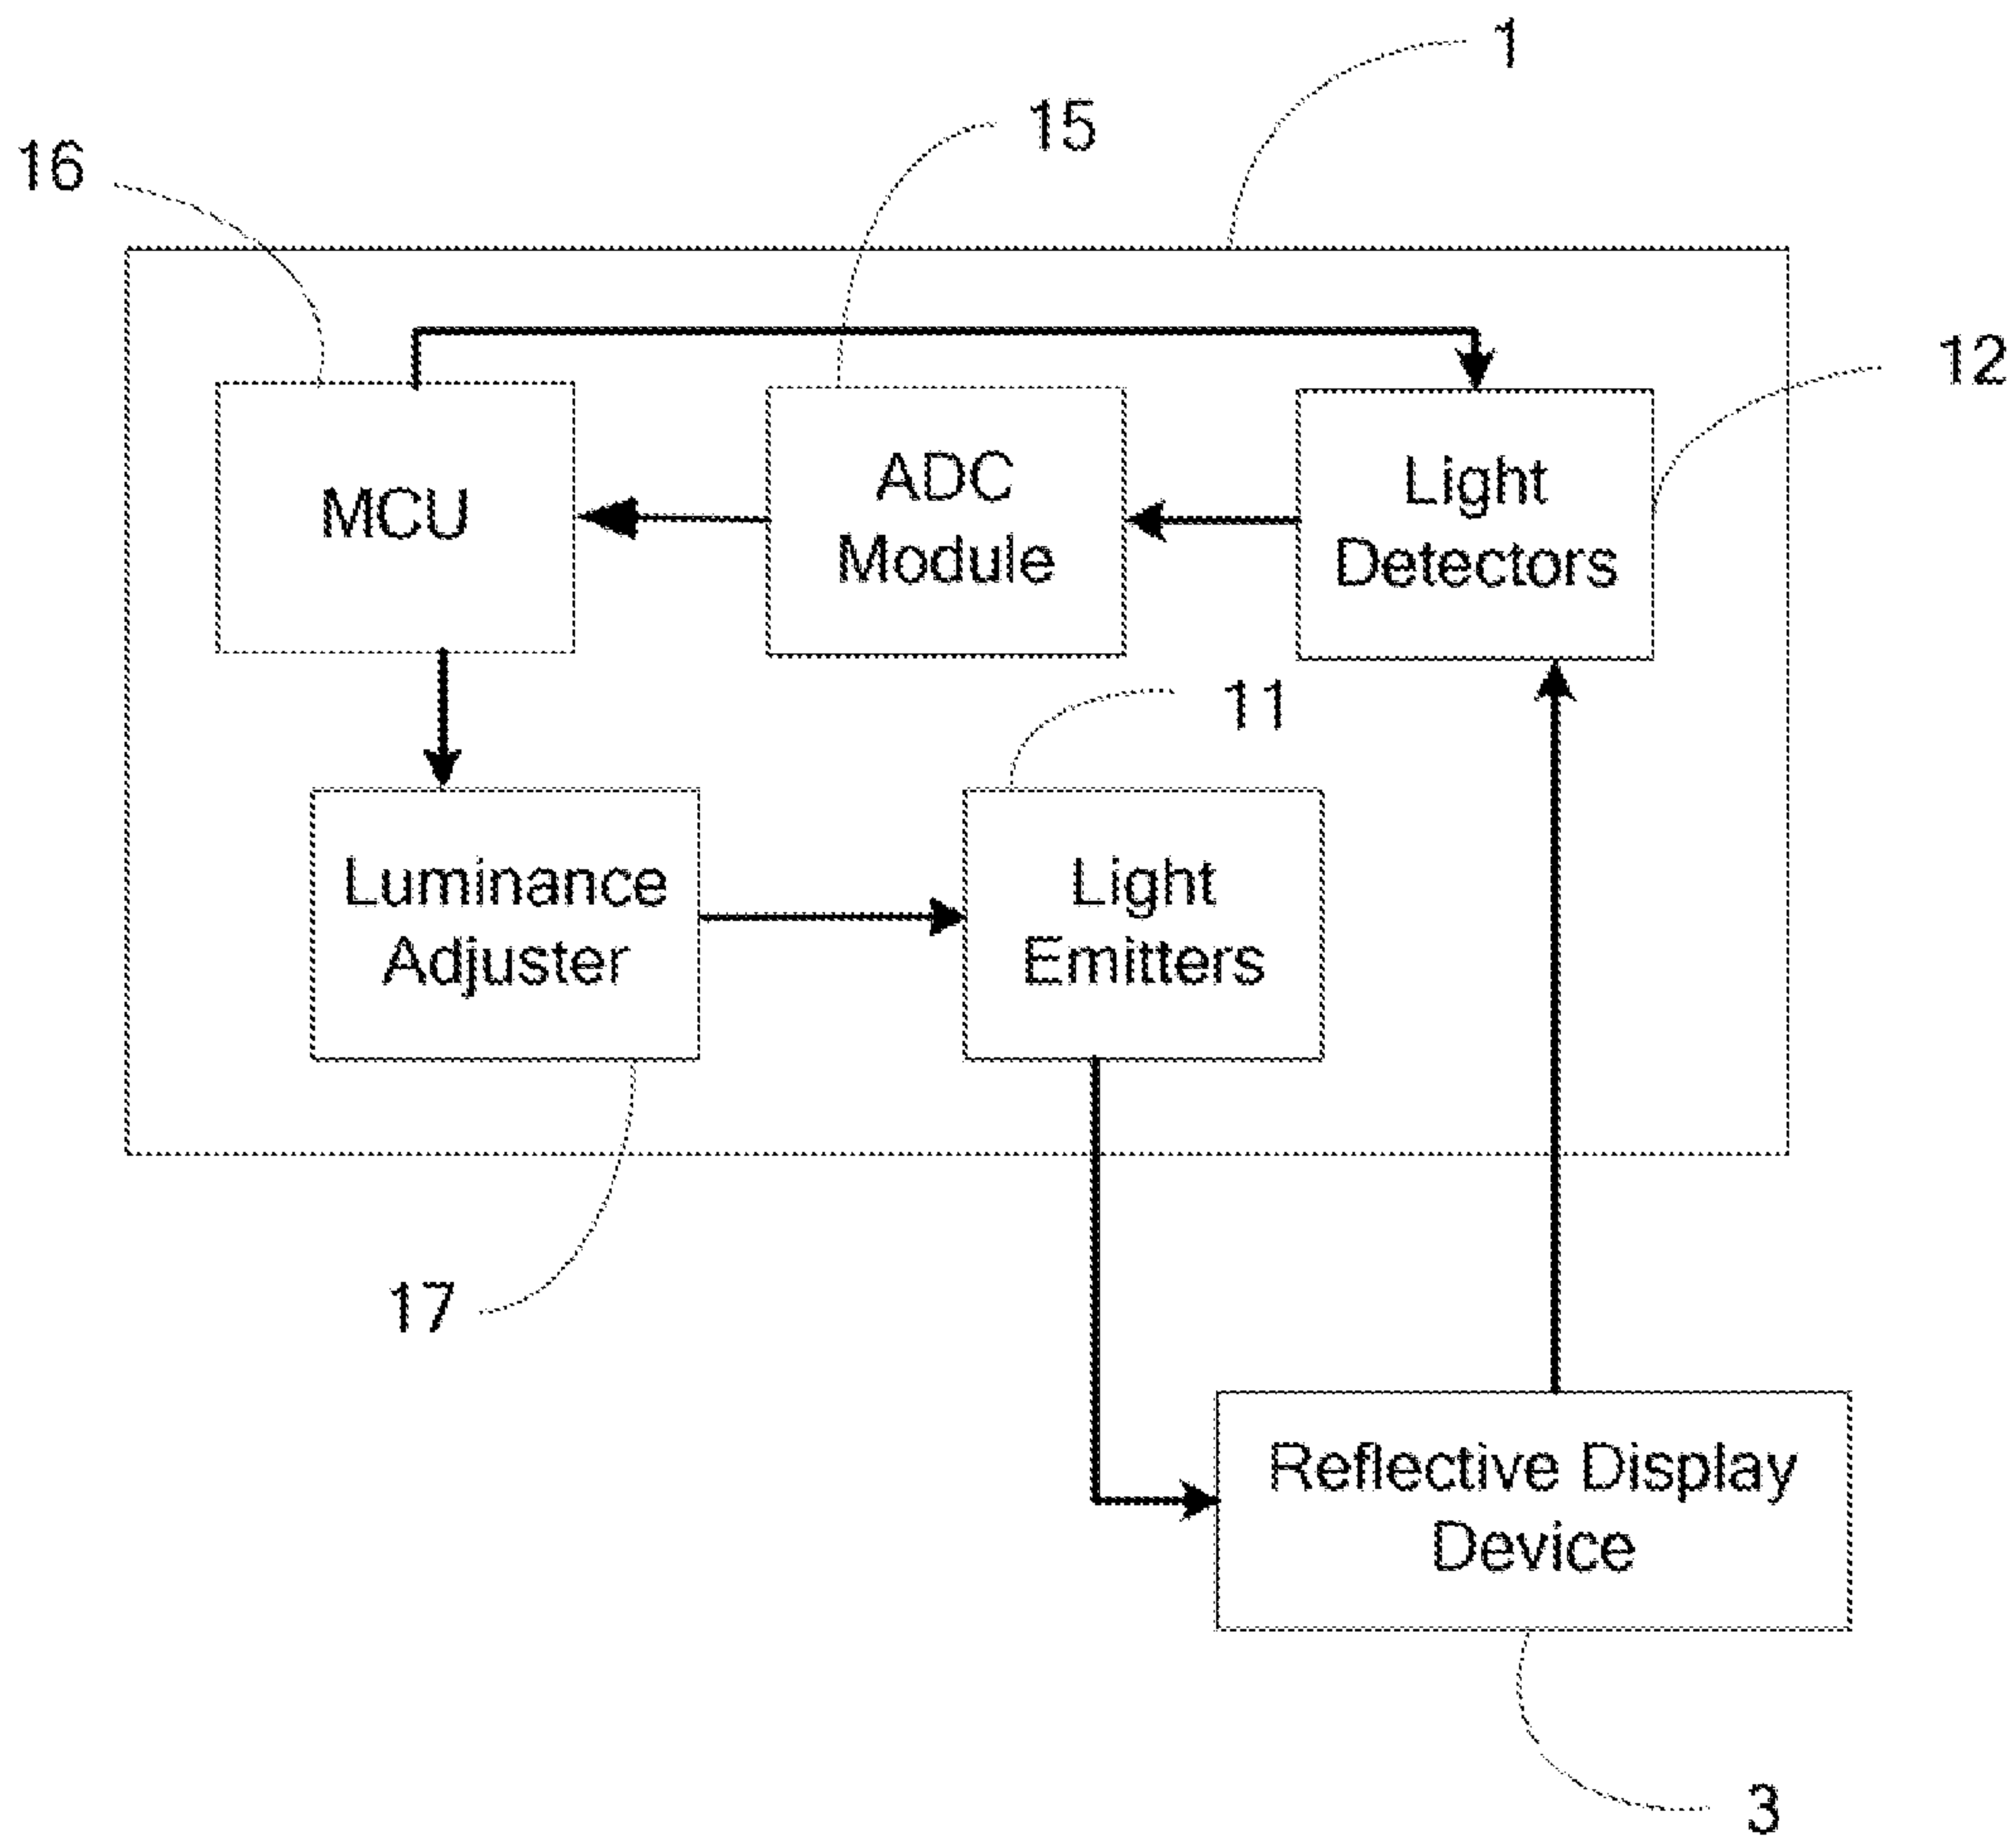 1
15
16
12
MCU
ADC
Module
Light
Detectors
11
Luminance
Adjuster
Light
Emitters
17
Reflective Display
Device
3